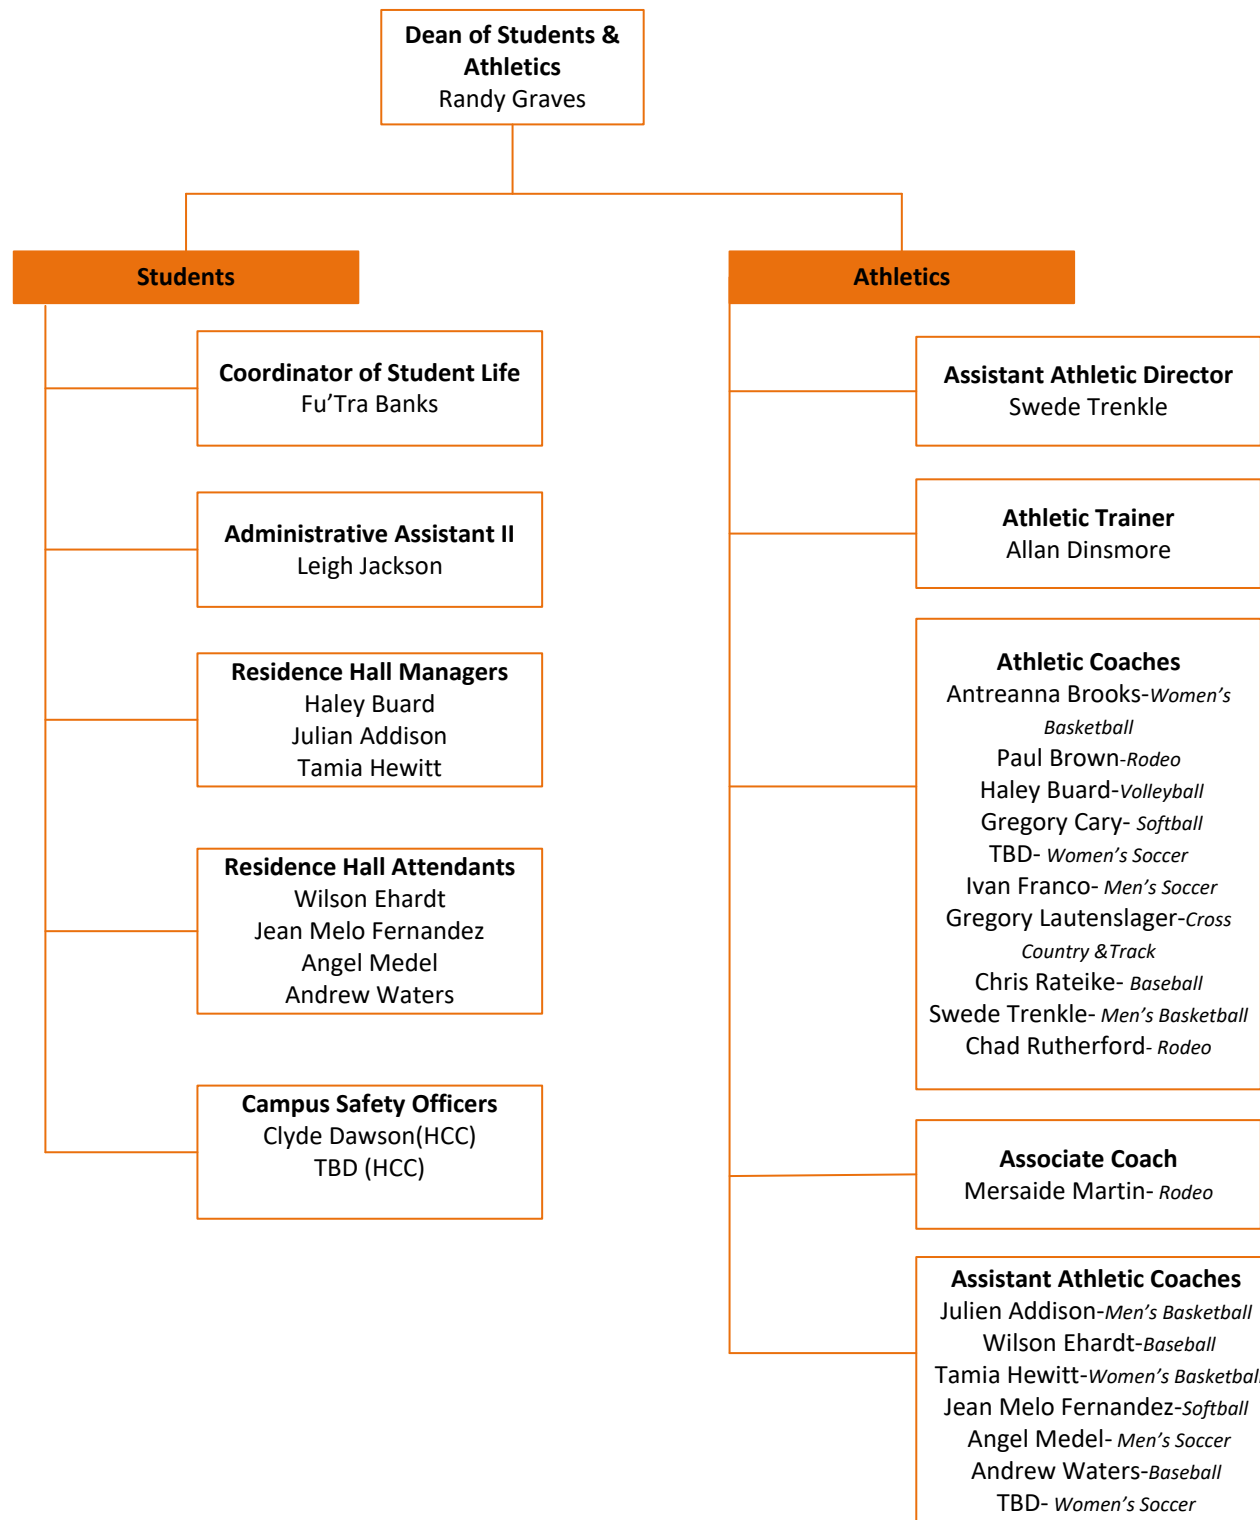 Dean of Students &
Athletics
Randy Graves
Students
Coordinator of Student Life
Fu’Tra Banks
Administrative Assistant II
Leigh Jackson
Residence Hall Managers
Haley Buard
Julian Addison
Tamia Hewitt
Residence Hall Attendants
Wilson Ehardt
Jean Melo Fernandez
Angel Medel
Andrew Waters
Campus Safety Officers
Clyde Dawson(HCC)
TBD (HCC)
Athletics
Assistant Athletic Director
Swede Trenkle
Athletic Trainer
Allan Dinsmore
Athletic Coaches
Antreanna Brooks-Women’s
Basketball
Paul Brown-Rodeo
Haley Buard-Volleyball
Gregory Cary- Softball
TBD- Women’s Soccer
Ivan Franco- Men’s Soccer
Gregory Lautenslager-Cross
Country &Track
Chris Rateike- Baseball
Swede Trenkle- Men’s Basketball
Chad Rutherford- Rodeo
Associate Coach
Mersaide Martin- Rodeo
Assistant Athletic Coaches
Julien Addison-Men’s Basketball
Wilson Ehardt-Baseball
Tamia Hewitt-Women’s Basketball
Jean Melo Fernandez-Softball
Angel Medel- Men’s Soccer
Andrew Waters-Baseball
TBD- Women’s Soccer